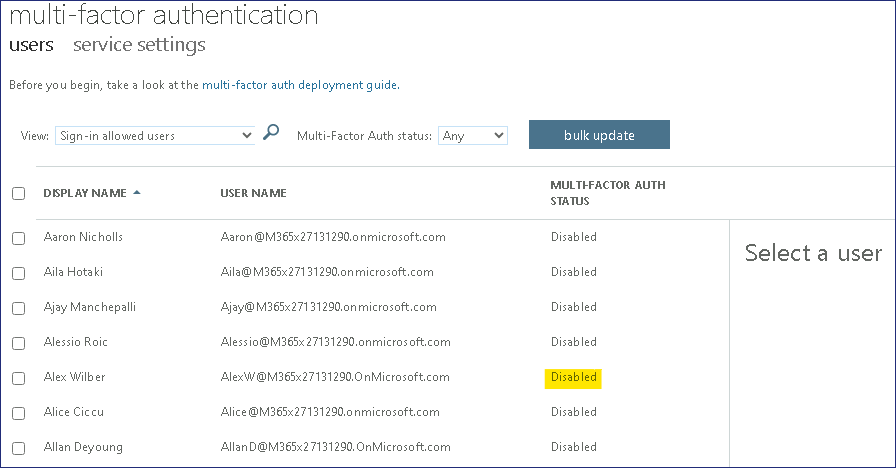 multi-factor authentication
users service settings
Before you begin, take a look at the multi-factor auth deployment guide.
View: Sign-in allowed users Multi-Factor Auth status: Any bulk update
DISPLAY NAME USER NAME MULTI-FACTOR AUTH STATUS
Aaron Nicholls Aaron@M365x27131290.onmicrosoft.com Disabled
Select a user
Aila Hotaki Aila@M365x27131290.onmicrosoft.com Disabled
Ajay Manchepalli Ajay@M365x27131290.onmicrosoft.com Disabled
Alessio Roic Alessio@M365x27131290.onmicrosoft.com Disabled
Alex Wilber AlexW@M365x27131290.OnMicrosoft.com Disabled
Alice Ciccu Alice@M365x27131290.onmicrosoft.com Disabled
Allan Deyoung AllanD@M365x27131290.OnMicrosoft.com Disabled